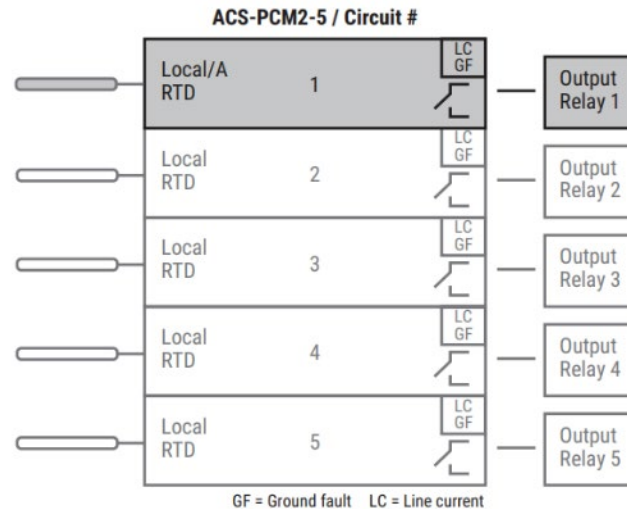 ACS-PCM2-5 / Circuit #
Local/A
RTD
1
LC
GF
Output
Relay 1
Local
RTD
2
LC
GF
Output
Relay 2
Local
RTD
3
LC
GF
Output
Relay 3
Local
RTD
4
LC
GF
Output
Relay 4
Local
RTD
5
LC
GF
Output
Relay 5
GF = Ground fault LC = Line current